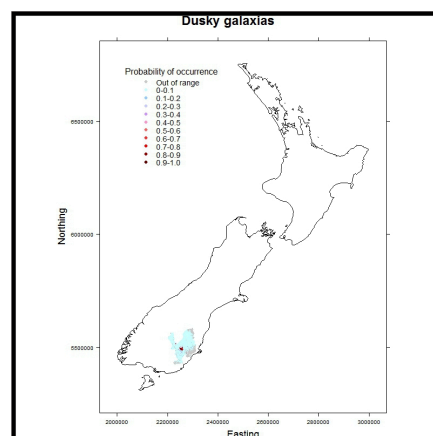 Dusky galaxias
Probability of occurrence
Out of range
0-0.1
0.1-0.2
0.2-0.3
0.3-0.4
0.4-0.5
0.5-0.6
0.6-0.7
0.7-0.8
0.8-0.9
0.9-1.0
6500000
6000000
5500000
Northing
2000000 2200000 2400000 2600000 2800000 3000000
Easting